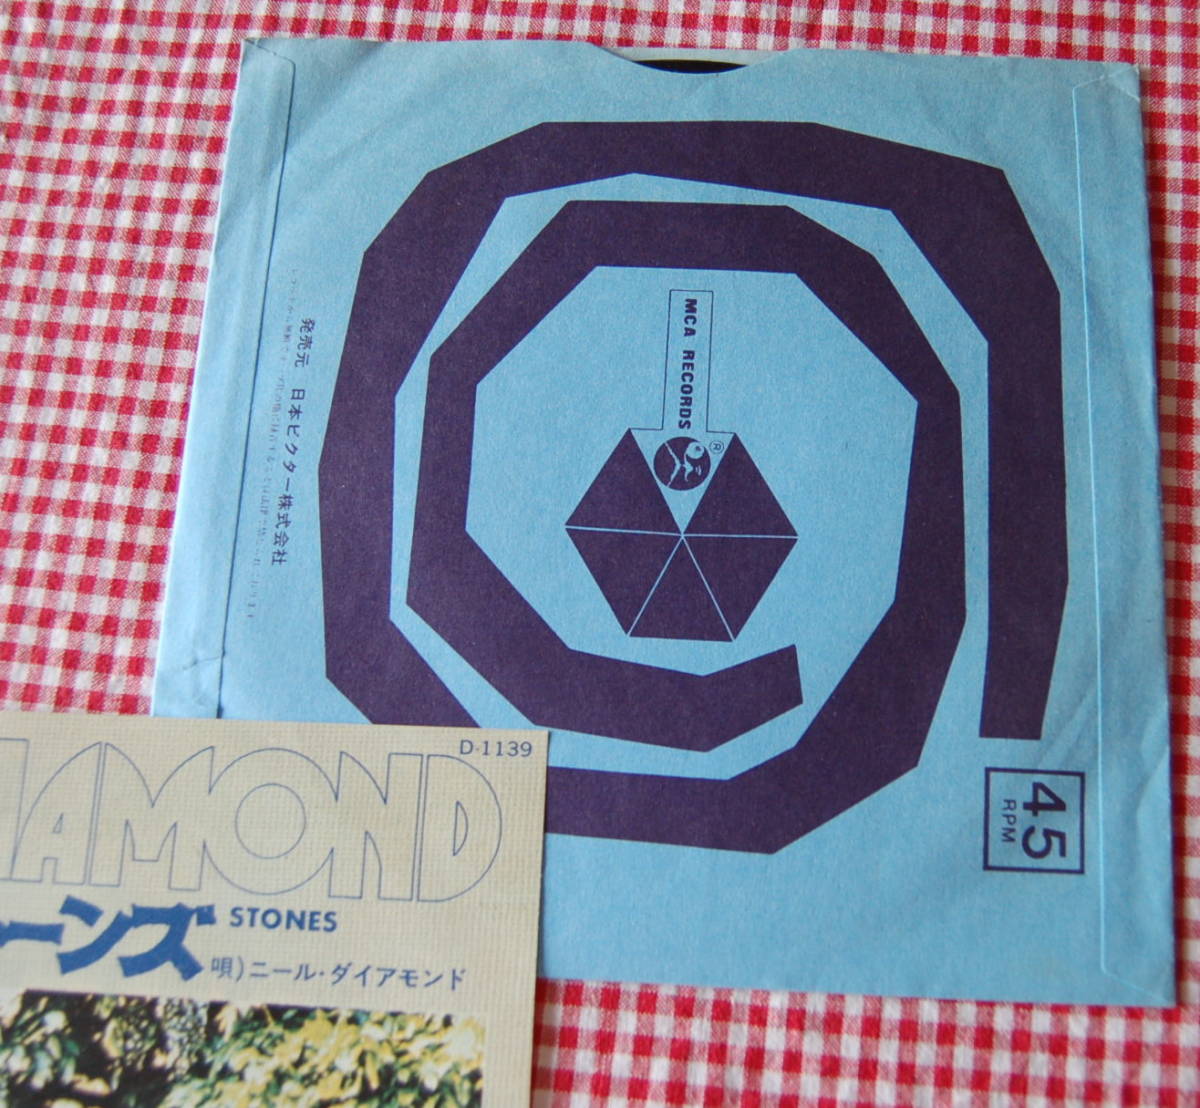 MCA RECORDS
®
発売元 日本ビクター株式会社
45
RPM
D-1139
IAMOND
ーンズ STONES
唄)ニール・ダイアモンド